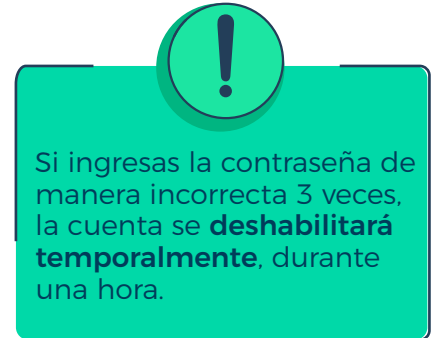 Si ingresas la contraseña de
manera incorrecta 3 veces,
la cuenta se deshabilitará
temporalmente, durante
una hora.